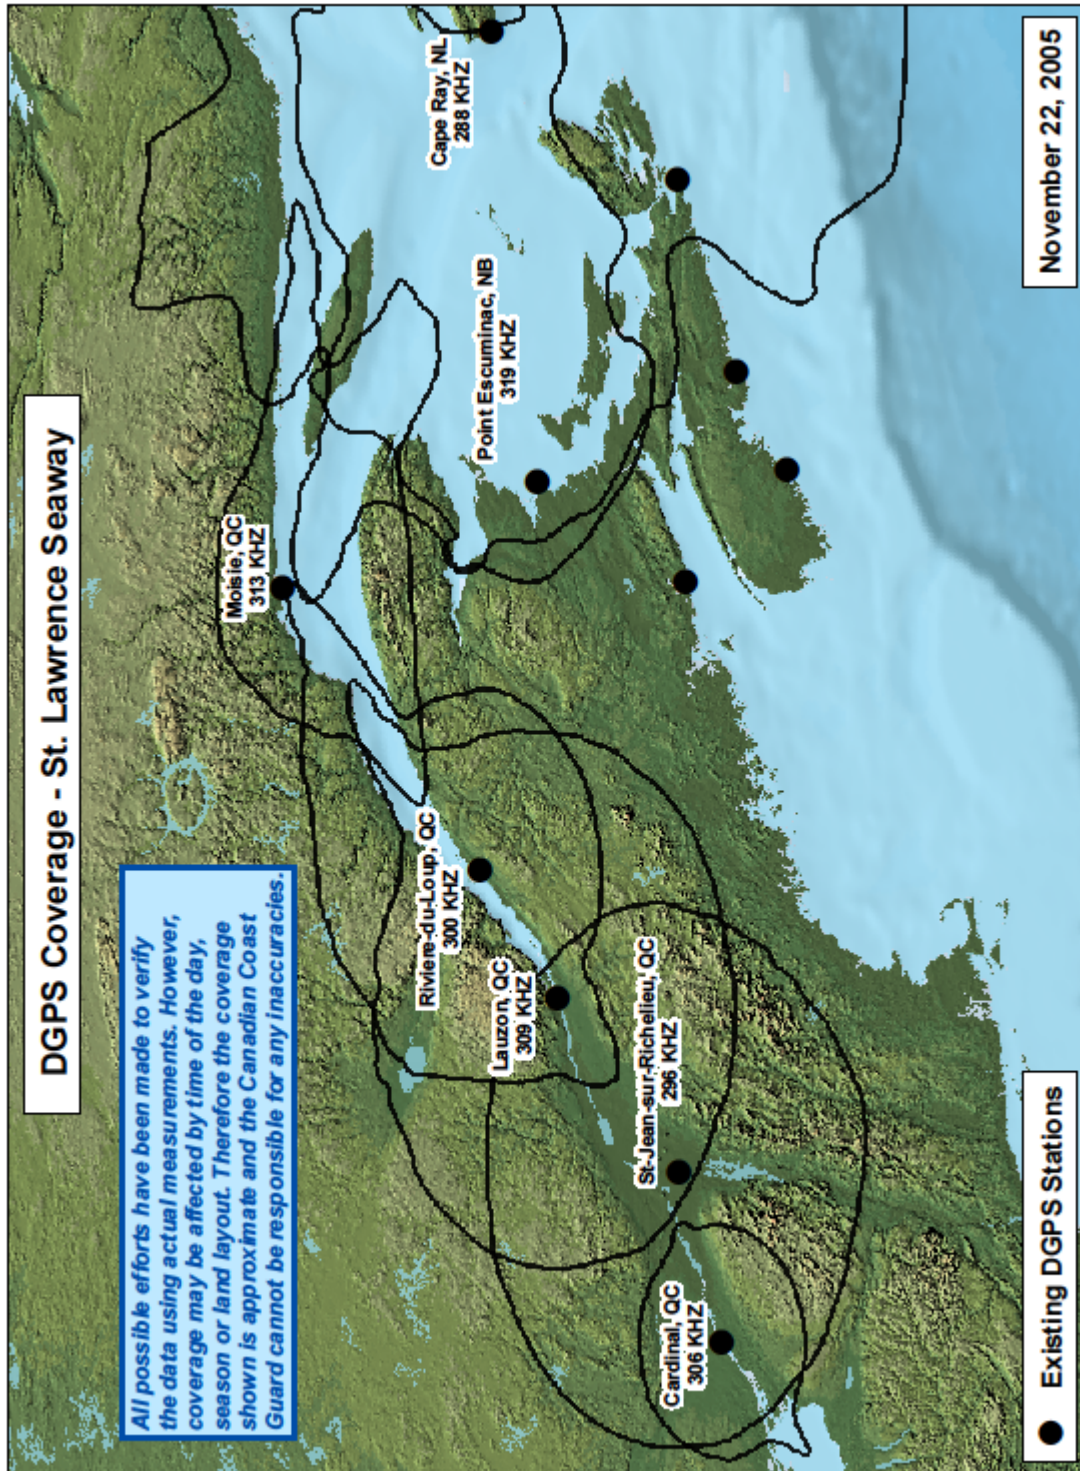 DGPS Coverage - St. Lawrence Seaway
All possible efforts have been made to verify
the data using actual measurements. However,
coverage may be affected by time of the day,
season or land layout. Therefore the coverage
shown is approximate and the Canadian Coast
Guard cannot be responsible for any inaccuracies.
Moisie, QC
313 KHZ
Cape Ray, NL
288 KHZ
Riviere-du-Loup, QC
300 KHZ
Point Escuminac, NB
319 KHZ
Lauzon, QC
309 KHZ
St-Jean-sur-Richelieu, QC
296 KHZ
Cardinal, QC
306 KHZ
Existing DGPS Stations
November 22, 2005